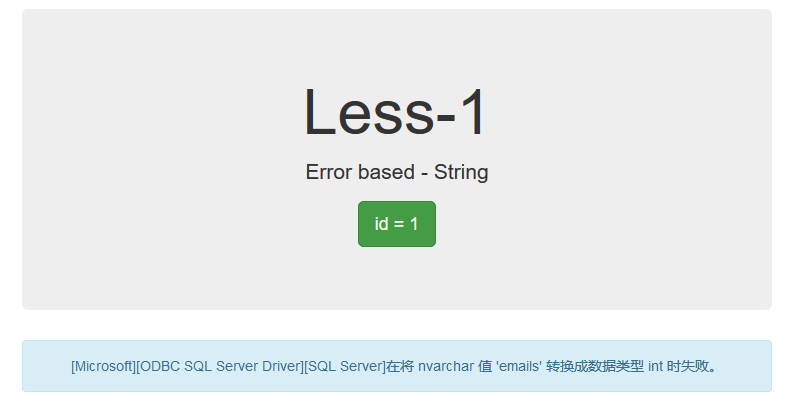 Less-1
Error based - String
id = 1
[Microsoft][ODBC SQL Server Driver][SQL Server]在将 nvarchar 值 'emails' 转换成数据类型 int 时失败。